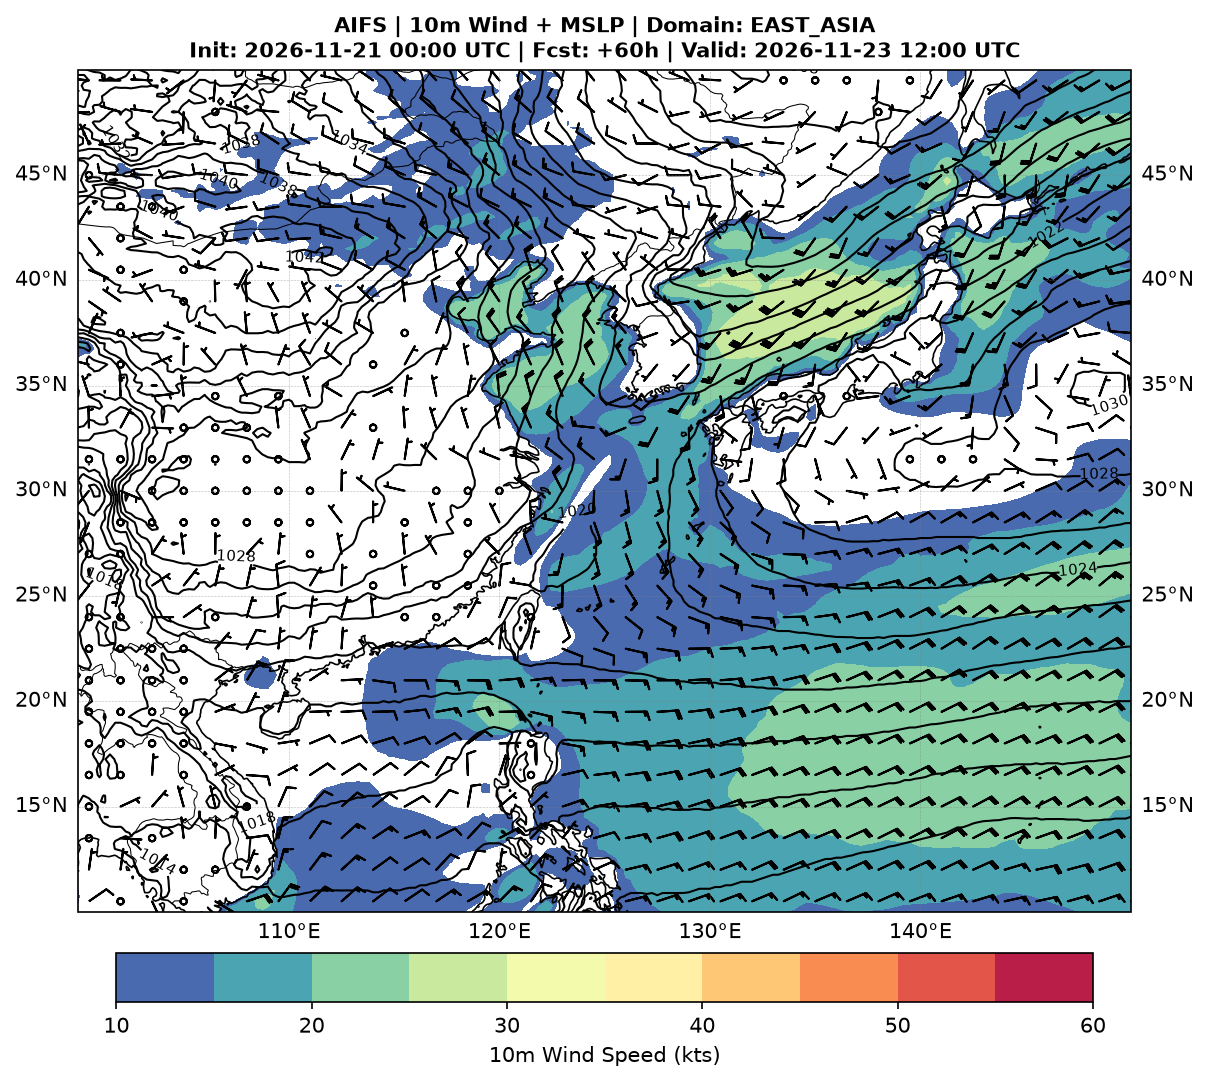 AIFS | 10m Wind + MSLP | Domain: EAST_ASIA
Init: 2026-11-21 00:00 UTC | Fcst: +60h | Valid: 2026-11-23 12:00 UTC
1038
1034
1040
1038
1040
1042
1022
1030
1028
1020
1028
1024
1018
1014
45°N
40°N
35°N
30°N
25°N
20°N
15°N
45°N
40°N
35°N
30°N
25°N
20°N
15°N
110°E
120°E
130°E
140°E
10
20
30
40
50
60
10m Wind Speed (kts)